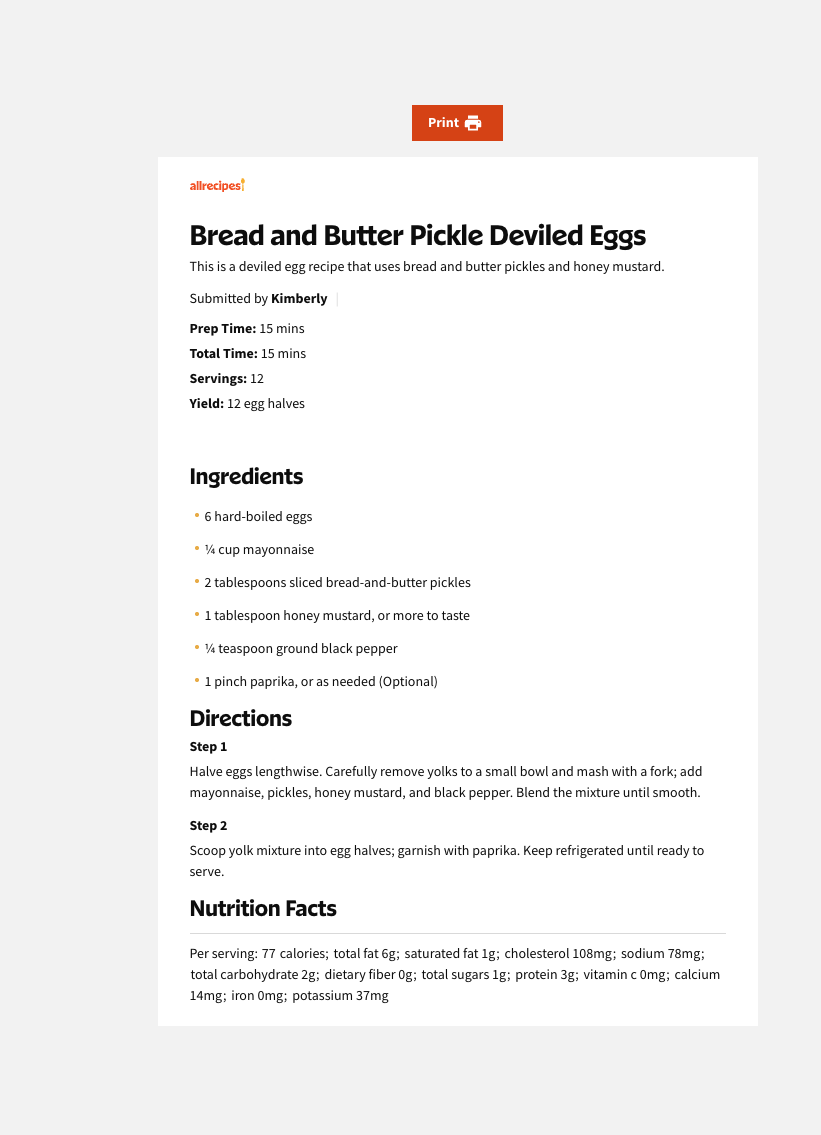 Print
allrecipes
Bread and Butter Pickle Deviled Eggs
This is a deviled egg recipe that uses bread and butter pickles and honey mustard.
Submitted by Kimberly
Prep Time: 15 mins
Total Time: 15 mins
Servings: 12
Yield: 12 egg halves
Ingredients
6 hard-boiled eggs
¼ cup mayonnaise
2 tablespoons sliced bread-and-butter pickles
1 tablespoon honey mustard, or more to taste
¼ teaspoon ground black pepper
1 pinch paprika, or as needed (Optional)
Directions
Step 1
Halve eggs lengthwise. Carefully remove yolks to a small bowl and mash with a fork; add
mayonnaise, pickles, honey mustard, and black pepper. Blend the mixture until smooth.
Step 2
Scoop yolk mixture into egg halves; garnish with paprika. Keep refrigerated until ready to
serve.
Nutrition Facts
Per serving: 77 calories; total fat 6g; saturated fat 1g; cholesterol 108mg; sodium 78mg;
total carbohydrate 2g; dietary fiber 0g; total sugars 1g; protein 3g; vitamin c 0mg; calcium
14mg; iron 0mg; potassium 37mg